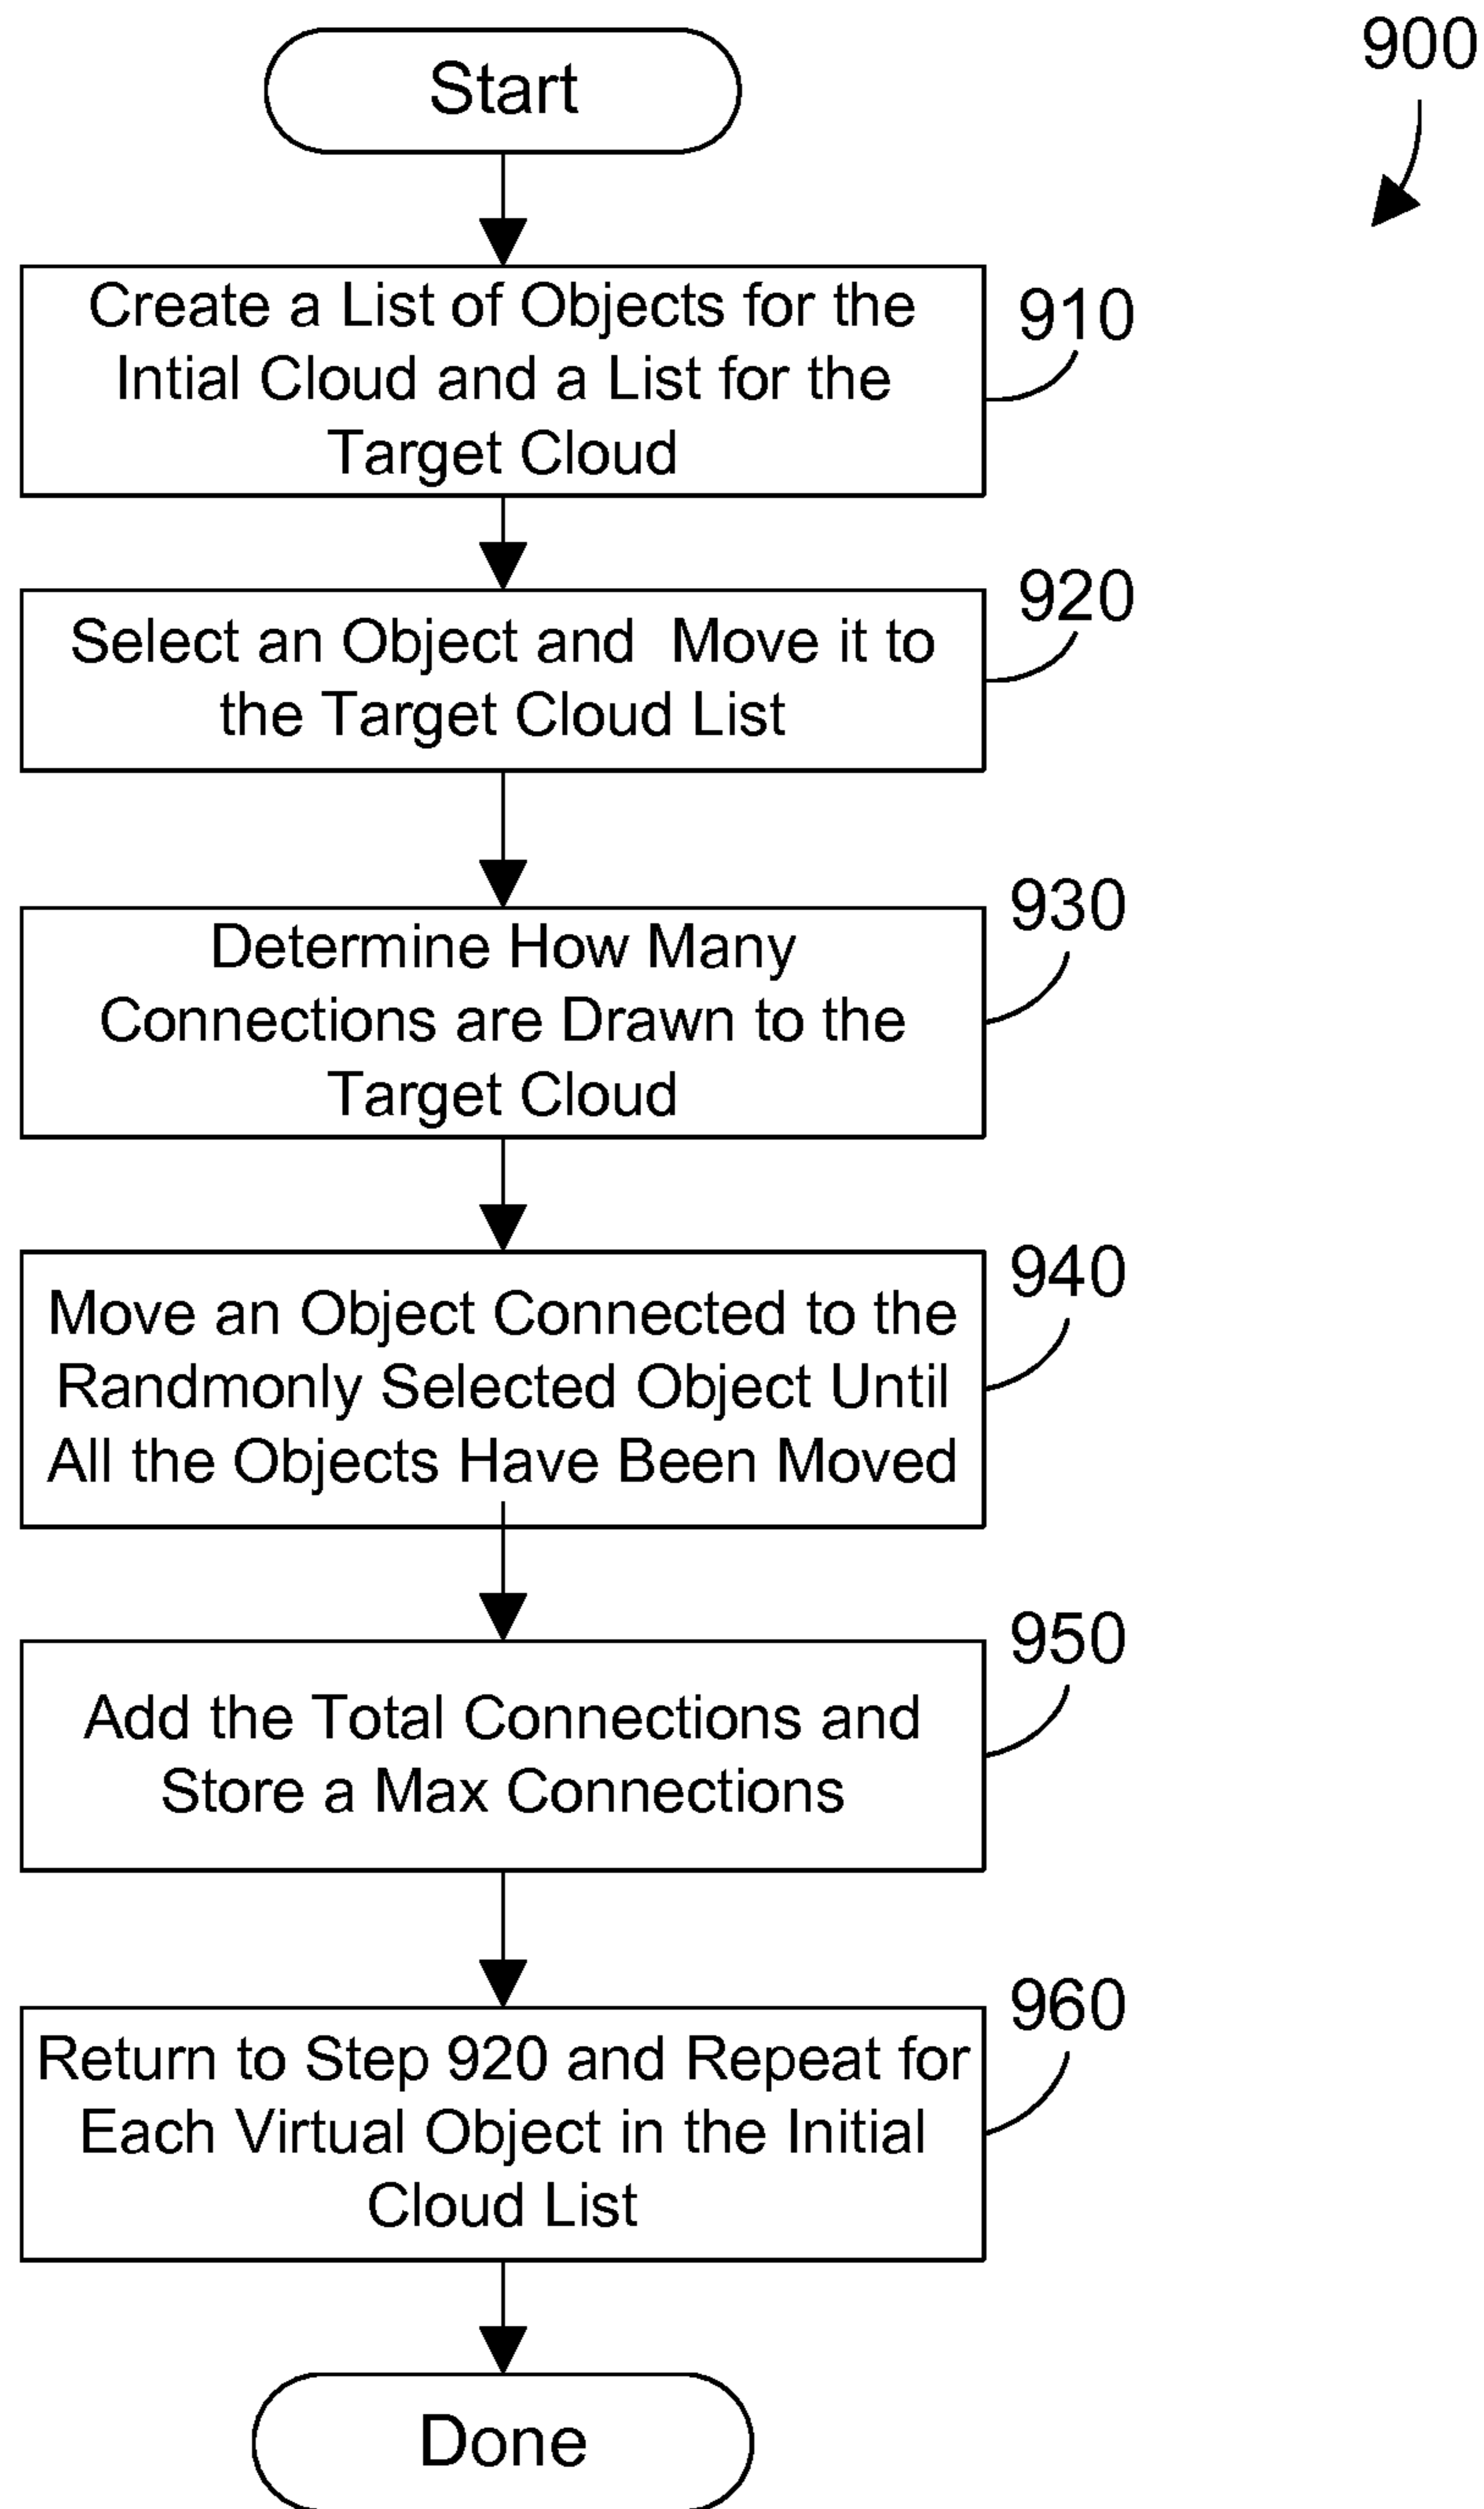 900
Start
Create a List of Objects for the
Intial Cloud and a List for the
Target Cloud
910
Select an Object and Move it to
the Target Cloud List
920
Determine How Many
Connections are Drawn to the
Target Cloud
930
Move an Object Connected to the
Randmonly Selected Object Until
All the Objects Have Been Moved
940
Add the Total Connections and
Store a Max Connections
950
Return to Step 920 and Repeat for
Each Virtual Object in the Initial
Cloud List
960
Done